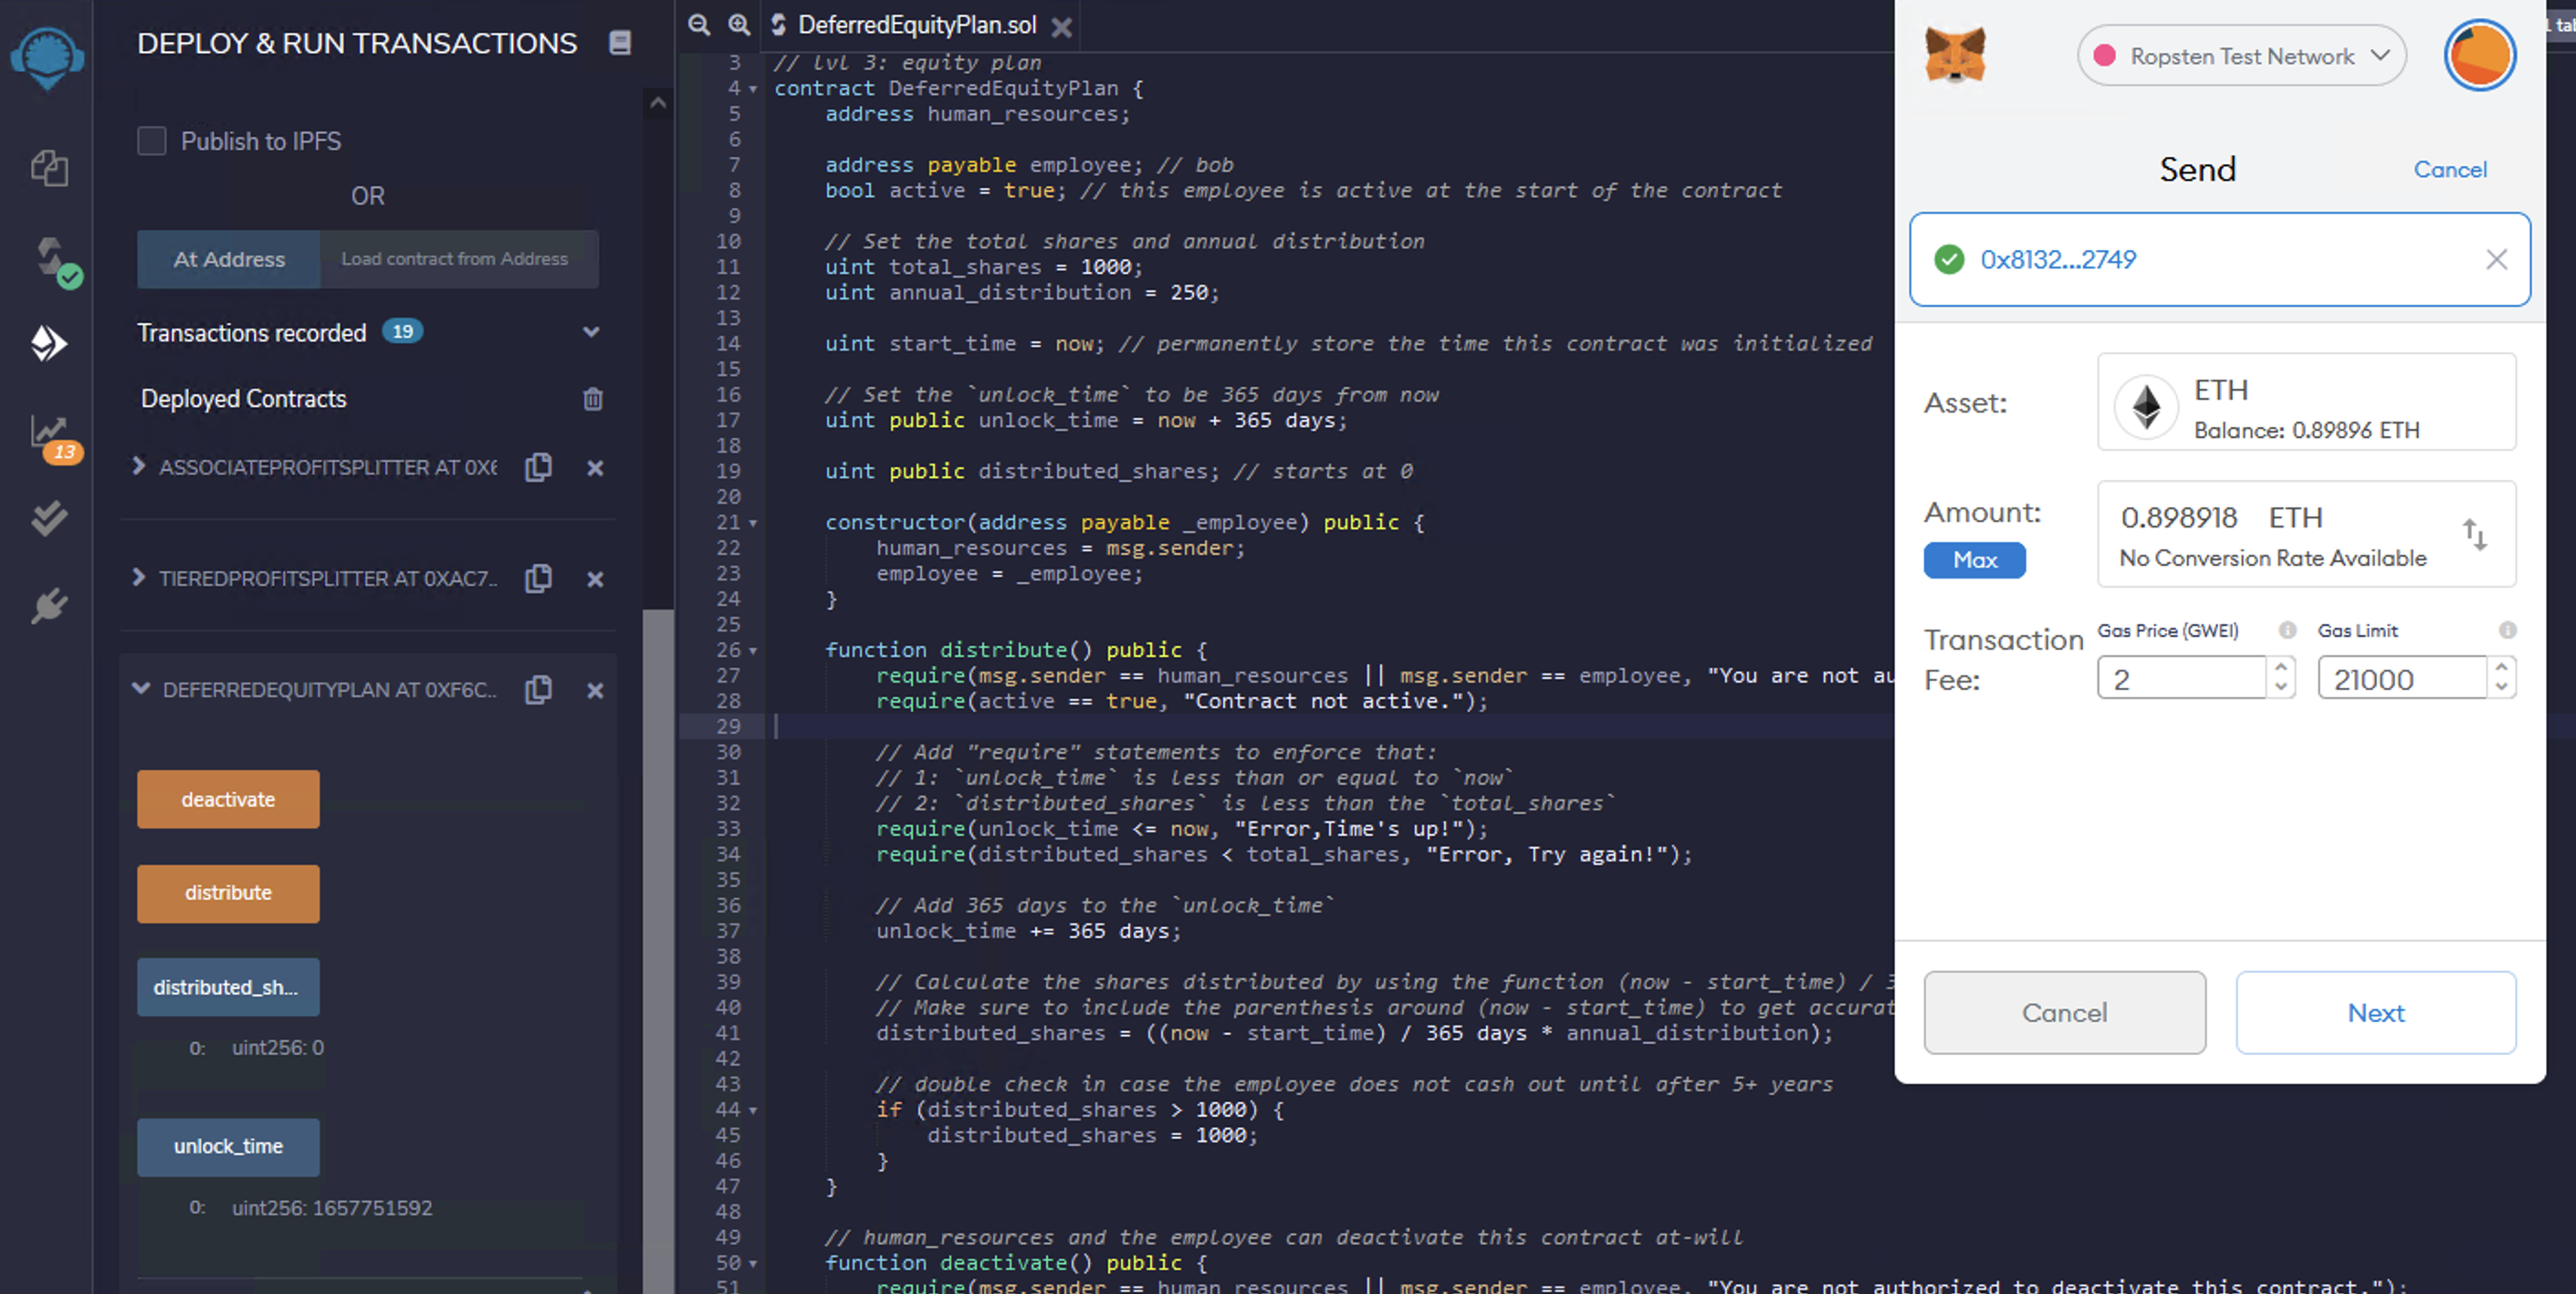 DEPLOY & RUN TRANSACTIONS
Publish to IPFS
OR
At Address
Load contract from Address
Transactions recorded 19
Deployed Contracts
13
ASSOCIATEPROFITSPLITTER AT 0X6
TIEREDPROFITSPLITTER AT 0XAC7...
DEFERREDEQUITYPLAN AT 0XF6C...
deactivate
distribute
distributed_sh...
0: uint256: 0
unlock_time
0: uint256: 1657751592
DeferredEquityPlan.sol
3 // lvl 3: equity plan
4 contract DeferredEquityPlan {
5 address human_resources;
6
7 address payable employee; // bob
8 bool active = true; // this employee is active at the start of the contract
9
10 // Set the total shares and annual distribution
11 uint total_shares = 1000;
12 uint annual_distribution = 250;
13
14 uint start_time = now; // permanently store the time this contract was initialized
15
16 // Set the `unlock_time` to be 365 days from now
17 uint public unlock_time = now + 365 days;
18
19 uint public distributed_shares; // starts at 0
20
21 constructor(address payable _employee) public {
22 human_resources = msg.sender;
23 employee = _employee;
24 }
25
26 function distribute() public {
27 require(msg.sender == human_resources || msg.sender == employee, "You are not au
28 require(active == true, "Contract not active.");
29
30 // Add "require" statements to enforce that:
31 // 1: `unlock_time` is less than or equal to `now`
32 // 2: `distributed_shares` is less than the `total_shares`
33 require(unlock_time <= now, "Error,Time's up!");
34 require(distributed_shares < total_shares, "Error, Try again!");
35
36 // Add 365 days to the `unlock_time`
37 unlock_time += 365 days;
38
39 // Calculate the shares distributed by using the function (now - start_time) / 3
40 // Make sure to include the parenthesis around (now - start_time) to get accurat
41 distributed_shares = ((now - start_time) / 365 days * annual_distribution);
42
43 // double check in case the employee does not cash out until after 5+ years
44 if (distributed_shares > 1000) {
45 distributed_shares = 1000;
46 }
47 }
48
49 // human_resources and the employee can deactivate this contract at-will
50 function deactivate() public {
51 require(msg.sender == human_resources || msg.sender == employee, "You are not authorized to deactivate this contract.");
Ropsten Test Network
Send
Cancel
0x8132...2749
Asset:
ETH
Balance: 0.89896 ETH
Amount:
Max
0.898918 ETH
No Conversion Rate Available
Transaction
Fee:
Gas Price (GWEI)
2
Gas Limit
21000
Cancel
Next